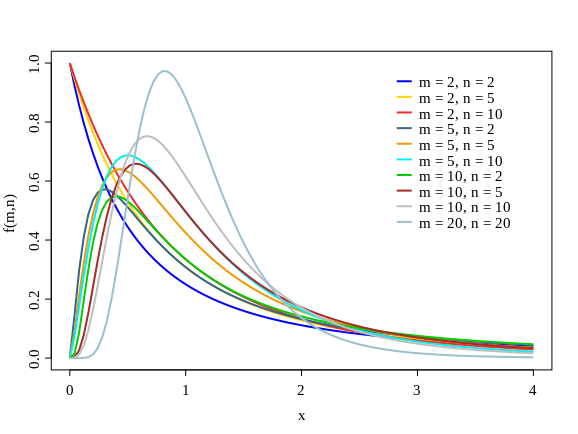 1.0
0.8
0.6
0.4
0.2
0.0
f(m,n)
m = 2, n = 2
m = 2, n = 5
m = 2, n = 10
m = 5, n = 2
m = 5, n = 5
m = 5, n = 10
m = 10, n = 2
m = 10, n = 5
m = 10, n = 10
m = 20, n = 20
0 1 2 3 4
x